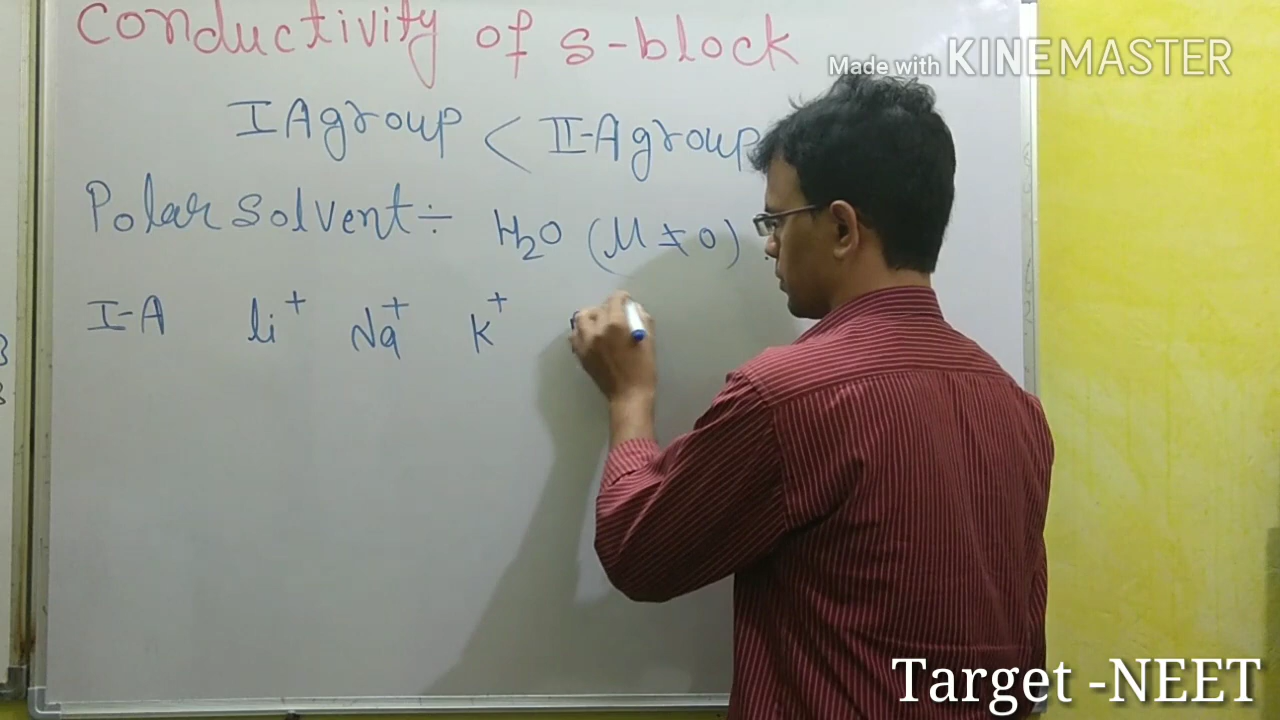 Conductivity of s-block
Made with KINEMASTER
I A group < II-A group
Polar solvent ÷ H₂O (μ ≠ 0)
I-A li⁺ Na⁺ K⁺
Target -NEET